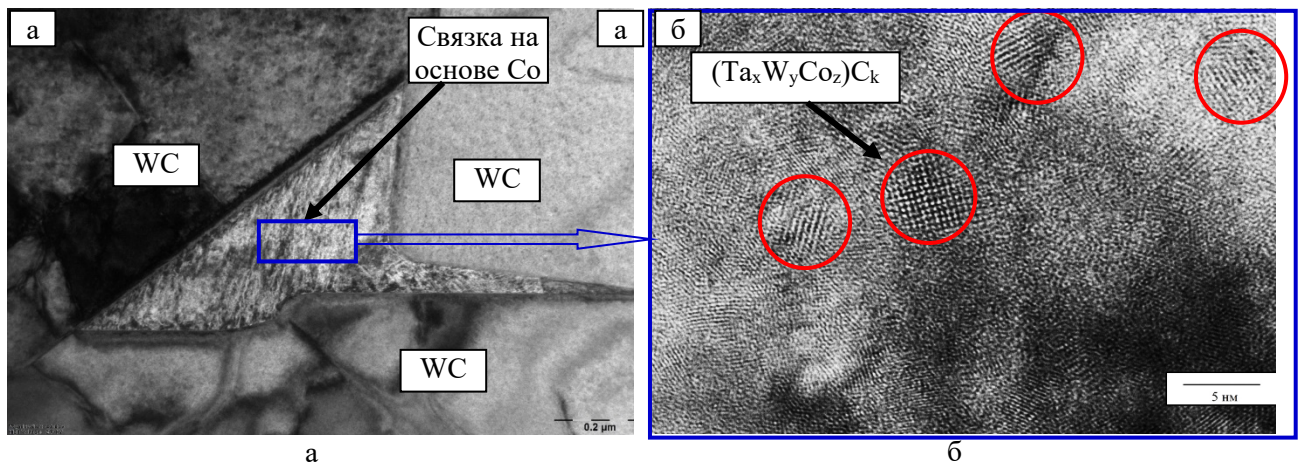 а
Связка на
основе Co
а
б
(TaxWyCoz)Ck
WC
WC
WC
0.2 µm
5 нм
а
б